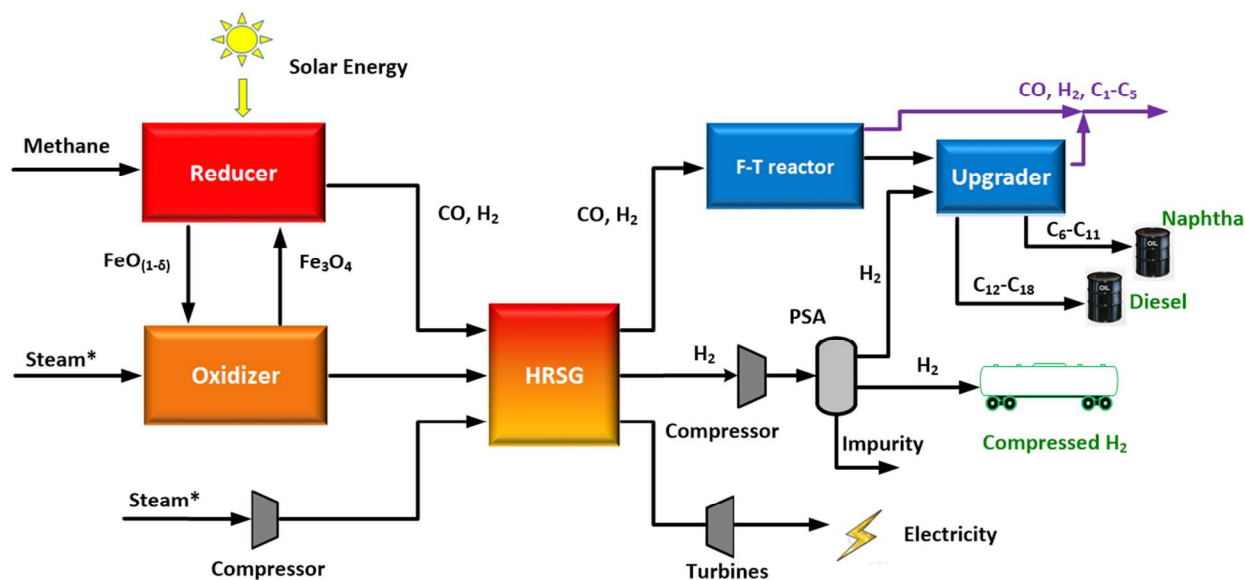 Solar Energy
CO, H₂, C₁-C₅
Methane
Reducer
F-T reactor
Upgrader
CO, H₂
CO, H₂
Naphtha
C₆-C₁₁
OIL
FeO₍₁₋δ₎
Fe₃O₄
H₂
C₁₂-C₁₈
OIL
Diesel
PSA
Steam*
Oxidizer
HRSG
H₂
H₂
Compressor
Impurity
Compressed H₂
Steam*
Electricity
Compressor
Turbines